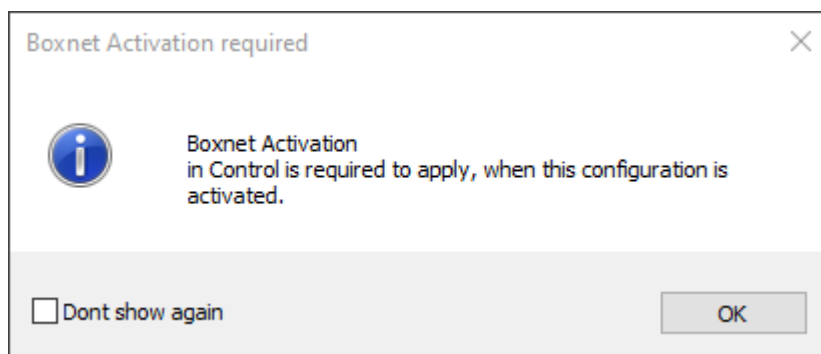 Boxnet Activation required
Boxnet Activation
in Control is required to apply, when this configuration is
activated.
Dont show again
OK